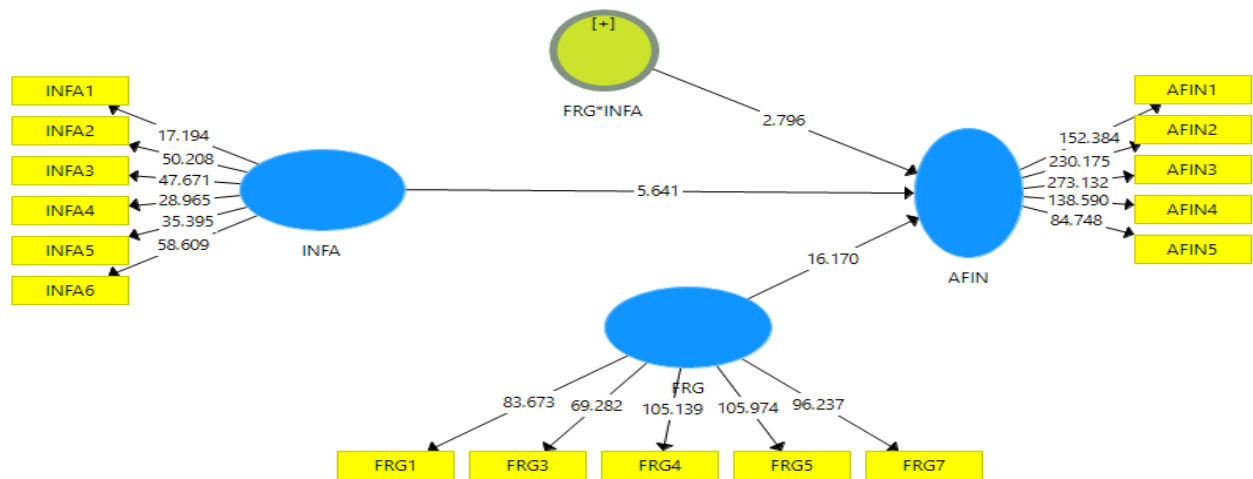 [+]
FRG*INFA
INFA1
INFA2
INFA3
INFA4
INFA5
INFA6
17.194
50.208
47.671
28.965
35.395
58.609
INFA
2.796
5.641
16.170
AFIN
152.384
230.175
273.132
138.590
84.748
AFIN1
AFIN2
AFIN3
AFIN4
AFIN5
FRG
83.673
69.282
105.139
105.974
96.237
FRG1
FRG3
FRG4
FRG5
FRG7